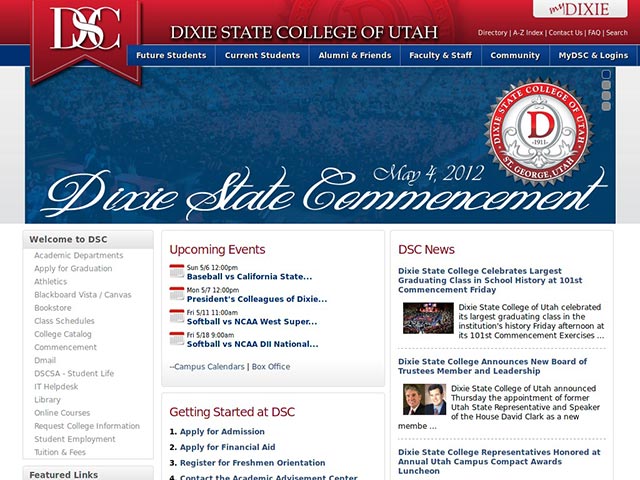 DSC
DIXIE STATE COLLEGE OF UTAH
my DIXIE
Directory | A-Z Index | Contact Us | FAQ | Search
Future Students
Current Students
Alumni & Friends
Faculty & Staff
Community
MyDSC & Logins
DIXIE STATE COLLEGE OF UTAH
D
-1911-
ST. GEORGE, UTAH
May 4, 2012
Dixie State Commencement
Welcome to DSC
Academic Departments
Apply for Graduation
Athletics
Blackboard Vista / Canvas
Bookstore
Class Schedules
College Catalog
Commencement
Dmail
DSCSA - Student Life
IT Helpdesk
Library
Online Courses
Request College Information
Student Employment
Tuition & Fees
Featured Links
Upcoming Events
Sun 5/6 12:00pm
Baseball vs California State...
Mon 5/7 12:00pm
President's Colleagues of Dixie...
Fri 5/11 11:00am
Softball vs NCAA West Super...
Fri 5/18 9:00am
Softball vs NCAA DII National...
--Campus Calendars | Box Office
Getting Started at DSC
1. Apply for Admission
2. Apply for Financial Aid
3. Register for Freshmen Orientation
4. Contact the Academic Advisement Center
DSC News
Dixie State College Celebrates Largest
Graduating Class in School History at 101st
Commencement Friday
Dixie State College of Utah celebrated
its largest graduating class in the
institution's history Friday afternoon at
its 101st Commencement Exercises ...
Dixie State College Announces New Board of
Trustees Member and Leadership
Dixie State College of Utah announced
Thursday the appointment of former
Utah State Representative and Speaker
of the House David Clark as a new
membe ...
Dixie State College Representatives Honored at
Annual Utah Campus Compact Awards
Luncheon